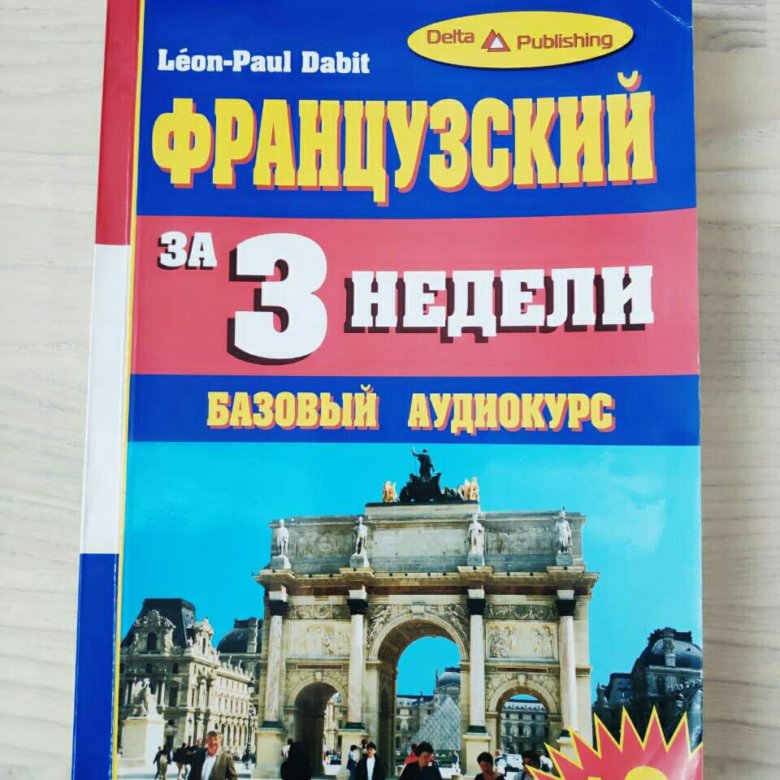 Delta Publishing
Léon-Paul Dabit
ФРАНЦУЗСКИЙ
ЗА 3 НЕДЕЛИ
БАЗОВЫЙ АУДИОКУРС